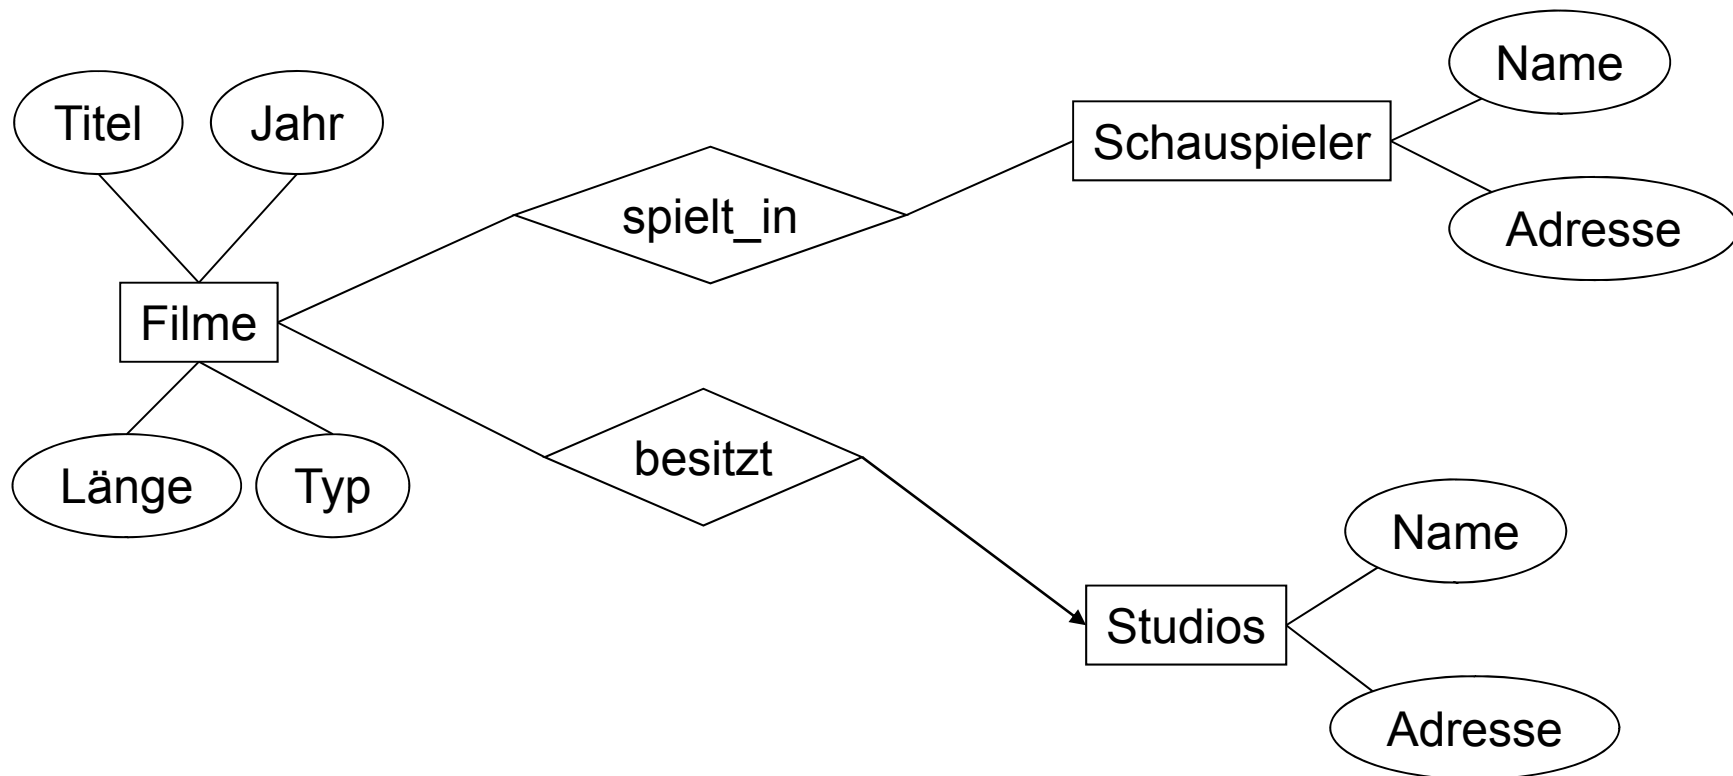 Name
Titel
Jahr
Schauspieler
spielt_in
Adresse
Filme
besitzt
Länge
Typ
Name
Studios
Adresse